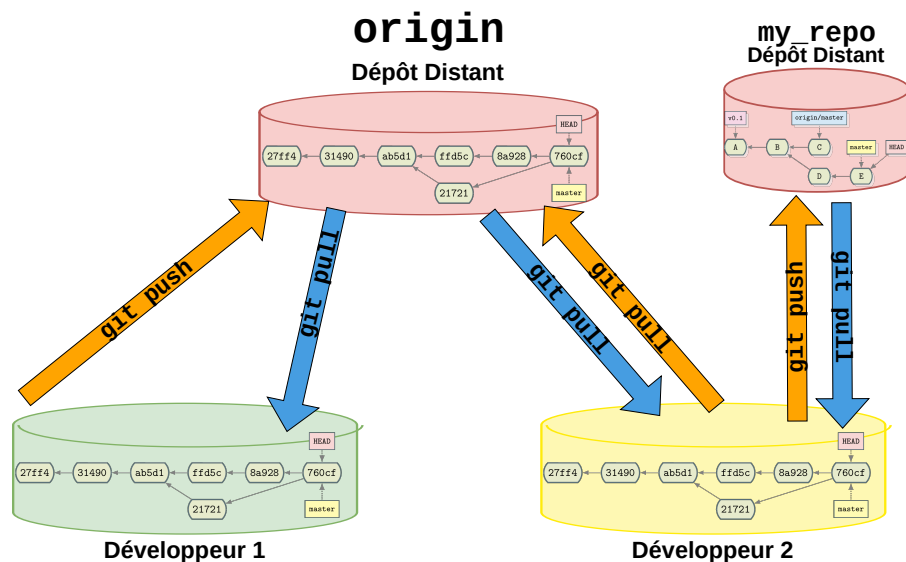 origin
Dépôt Distant
my_repo
Dépôt Distant
HEAD
27ff4 31490 ab5d1 ffd5c 8a928 760cf
21721
master
v0.1 origin/master
A B C
master HEAD
D E
git push
git pull
git pull
git pull
git push
git pull
HEAD
27ff4 31490 ab5d1 ffd5c 8a928 760cf
21721
master
Développeur 1
HEAD
27ff4 31490 ab5d1 ffd5c 8a928 760cf
21721
master
Développeur 2